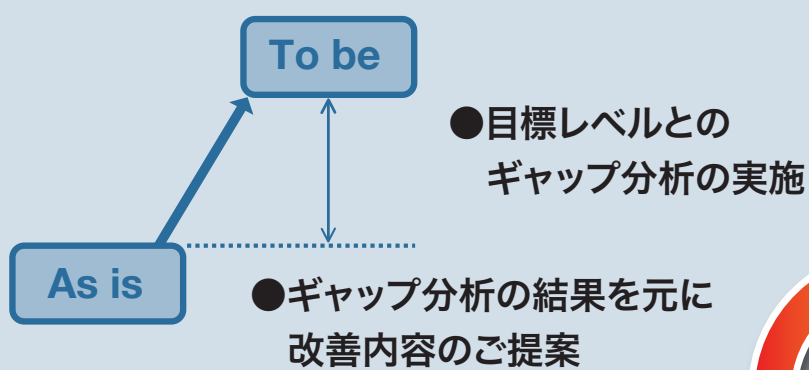 To be
●目標レベルとの
ギャップ分析の実施
As is
●ギャップ分析の結果を元に
改善内容のご提案